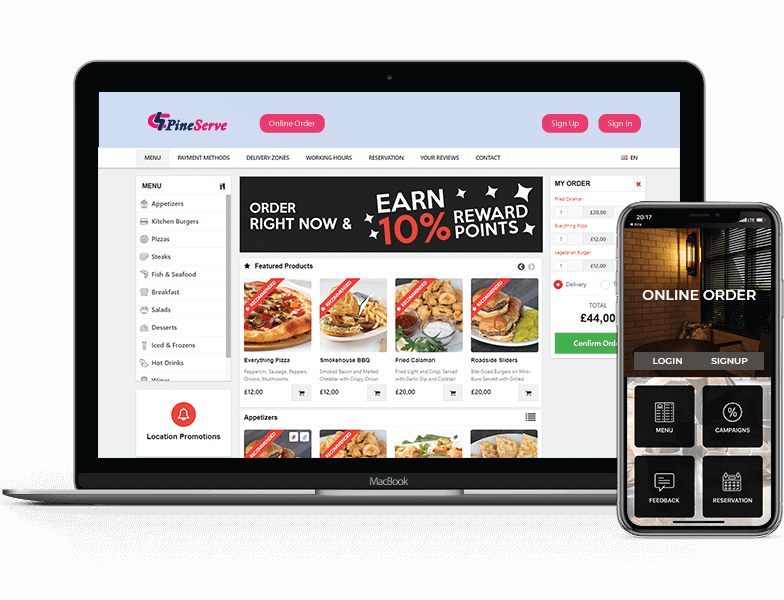 PineServe
Online Order
Sign Up
Sign In
MENU
PAYMENT METHODS
DELIVERY ZONES
WORKING HOURS
RESERVATION
YOUR REVIEWS
CONTACT
EN
MENU
Appetizers
Kitchen Burgers
Pizzas
Steaks
Fish & Seafood
Breakfast
Salads
Desserts
Iced & Frozens
Hot Drinks
Wines
Location Promotions
ORDER
RIGHT NOW &
EARN
10%
REWARD
POINTS
Featured Products
RECOMMENDED
RECOMMENDED
RECOMMENDED
RECOMMENDED
Everything Pizza
Pepperoni, Sausage, Peppers,
Onions, Mushrooms,
£12,00
Smokehouse BBQ
Smoked Bacon and Melted
Cheddar with Crispy Onion
£12,00
Fried Calamari
Fried Light and Crisp, Served
with Garlic Dip and Cocktail
£20,00
Roadside Sliders
Bite-Sized Burgers on Mini-
Buns Served with Grilled
£20,00
Appetizers
RECOMMENDED
RECOMMENDED
MY ORDER
Fried Calamari
1
£20,00
Everything Pizza
1
£12,00
Vegetarian Burger
1
£12,00
Delivery
TOTAL
£44,00
Confirm Orde
MacBook
20:17
LTE
ONLINE ORDER
LOGIN
SIGNUP
MENU
CAMPAIGNS
FEEDBACK
RESERVATION